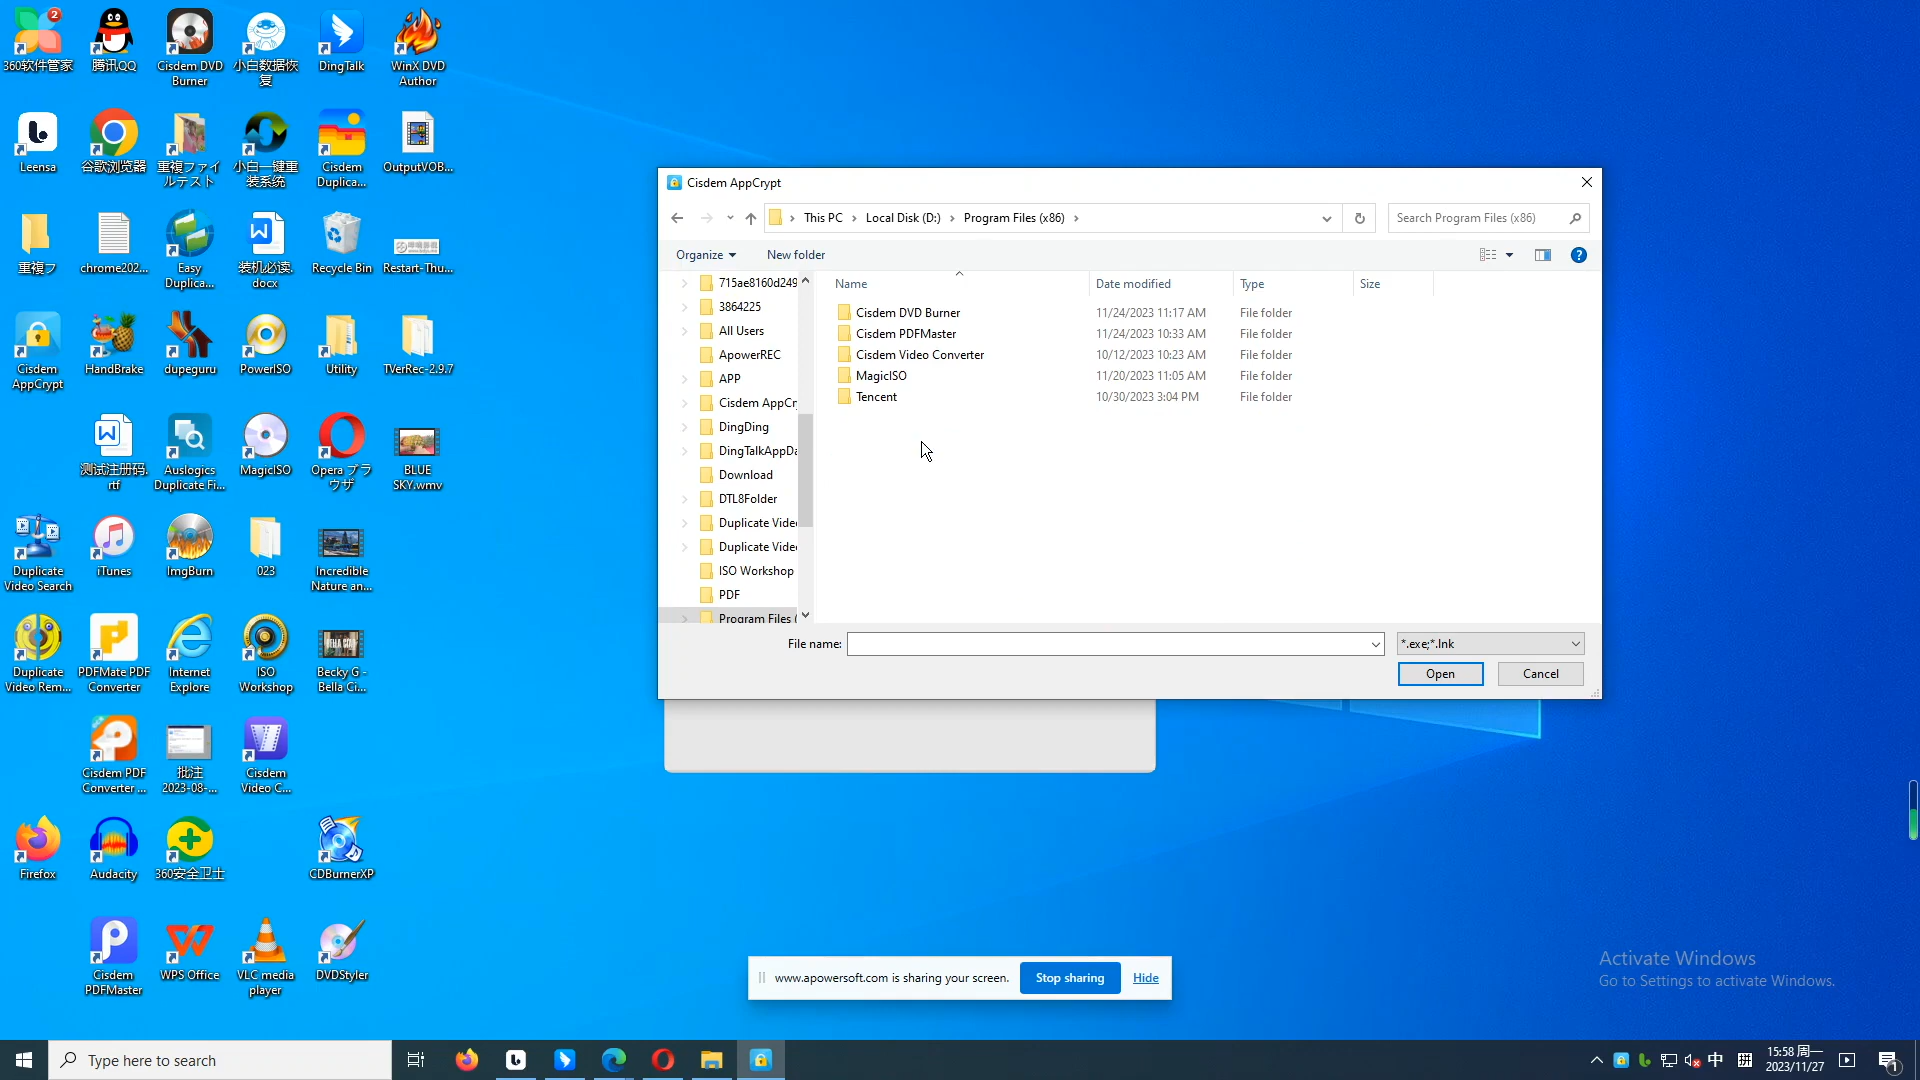 2
360软件管家
腾讯QQ
Cisdem DVD
Burner
小白数据恢
复
DingTalk
WinX DVD
Author
Leensa
谷歌浏览器
重複ファイ
ルテスト
小白一键重
装系统
Cisdem
Duplica...
OutputVOB...
重複フ
chrome202...
Easy
Duplica...
装机必读.
docx
Recycle Bin
Restart-Thu...
Cisdem
AppCrypt
HandBrake
dupeguru
PowerISO
Utility
TVerRec-2.9.7
测试注册码.
rtf
Auslogics
Duplicate Fi...
MagicISO
Opera ブラ
ウザ
BLUE
SKY.wmv
Duplicate
Video Search
iTunes
ImgBurn
023
Incredible
Nature an...
Duplicate
Video Rem...
PDFMate PDF
Converter
Internet
Explore
ISO
Workshop
Becky G -
Bella Ci...
Cisdem PDF
Converter ...
批注
2023-08-...
Cisdem
Video C...
Firefox
Audacity
360安全卫士
CDBurnerXP
Cisdem
PDFMaster
WPS Office
VLC media
player
DVDStyler
Cisdem AppCrypt
This PC > Local Disk (D:) > Program Files (x86) >
Search Program Files (x86)
Organize
New folder
715ae8160d249
3864225
All Users
ApowerREC
APP
Cisdem AppCr
DingDing
DingTalkAppDa
Download
DTL8Folder
Duplicate Vide
Duplicate Vide
ISO Workshop
PDF
Program Files (
Name Date modified Type Size
Cisdem DVD Burner 11/24/2023 11:17 AM File folder
Cisdem PDFMaster 11/24/2023 10:33 AM File folder
Cisdem Video Converter 10/12/2023 10:23 AM File folder
MagicISO 11/20/2023 11:05 AM File folder
Tencent 10/30/2023 3:04 PM File folder
File name:
*.exe;*.lnk
Open
Cancel
www.apowersoft.com is sharing your screen.
Stop sharing
Hide
Activate Windows
Go to Settings to activate Windows.
Type here to search
中
拼
15:58 周一
2023/11/27
1